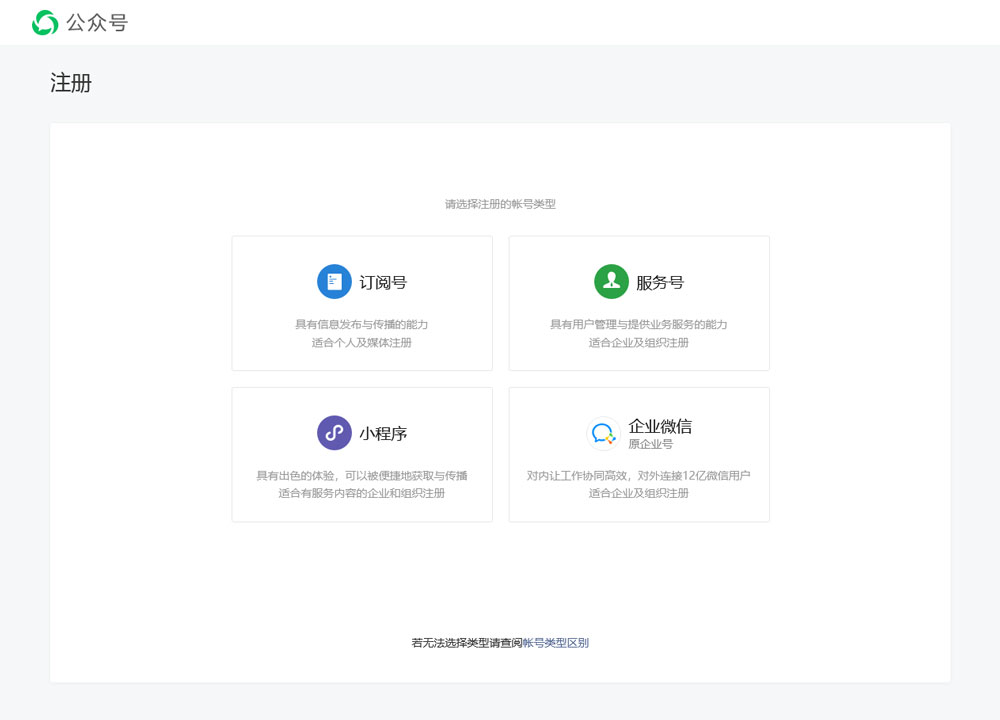 公众号
注册
请选择注册的帐号类型
订阅号
具有信息发布与传播的能力
适合个人及媒体注册
服务号
具有用户管理与提供业务服务的能力
适合企业及组织注册
小程序
具有出色的体验，可以被便捷地获取与传播
适合有服务内容的企业和组织注册
企业微信
原企业号
对内让工作协同高效，对外连接12亿微信用户
适合企业及组织注册
若无法选择类型请查阅帐号类型区别